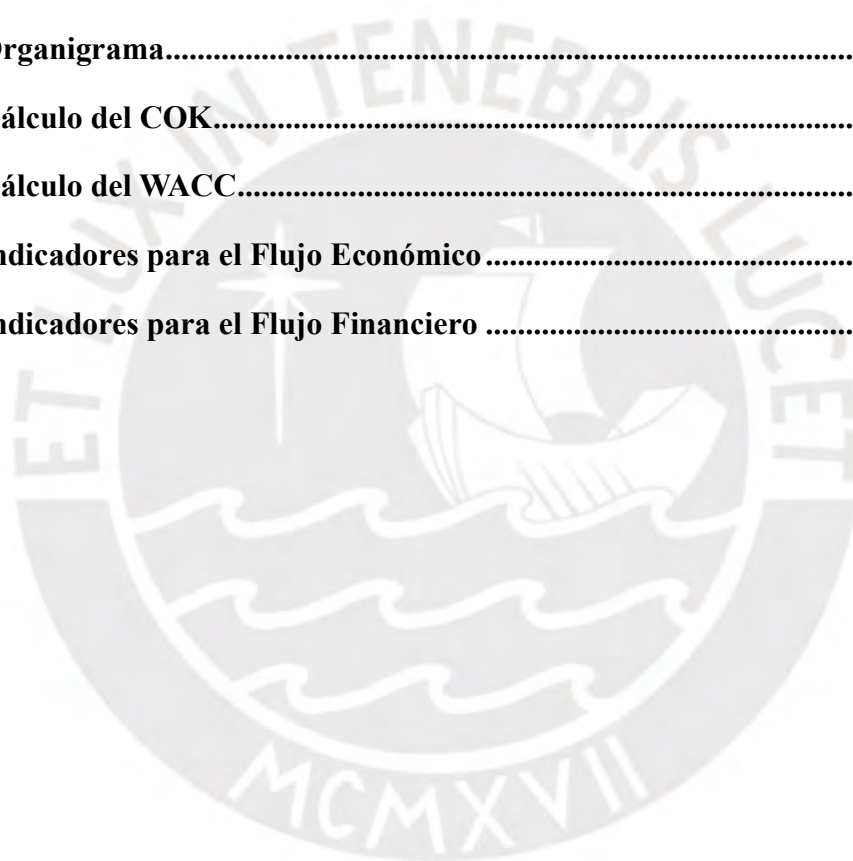 Organigrama........................................................................
álculo del COK...................................................................
álculo del WACC................................................................
ndicadores para el Flujo Económico......................................
ndicadores para el Flujo Financiero ......................................
ET LUX IN TENEBRIS LUCET
MCMXVII